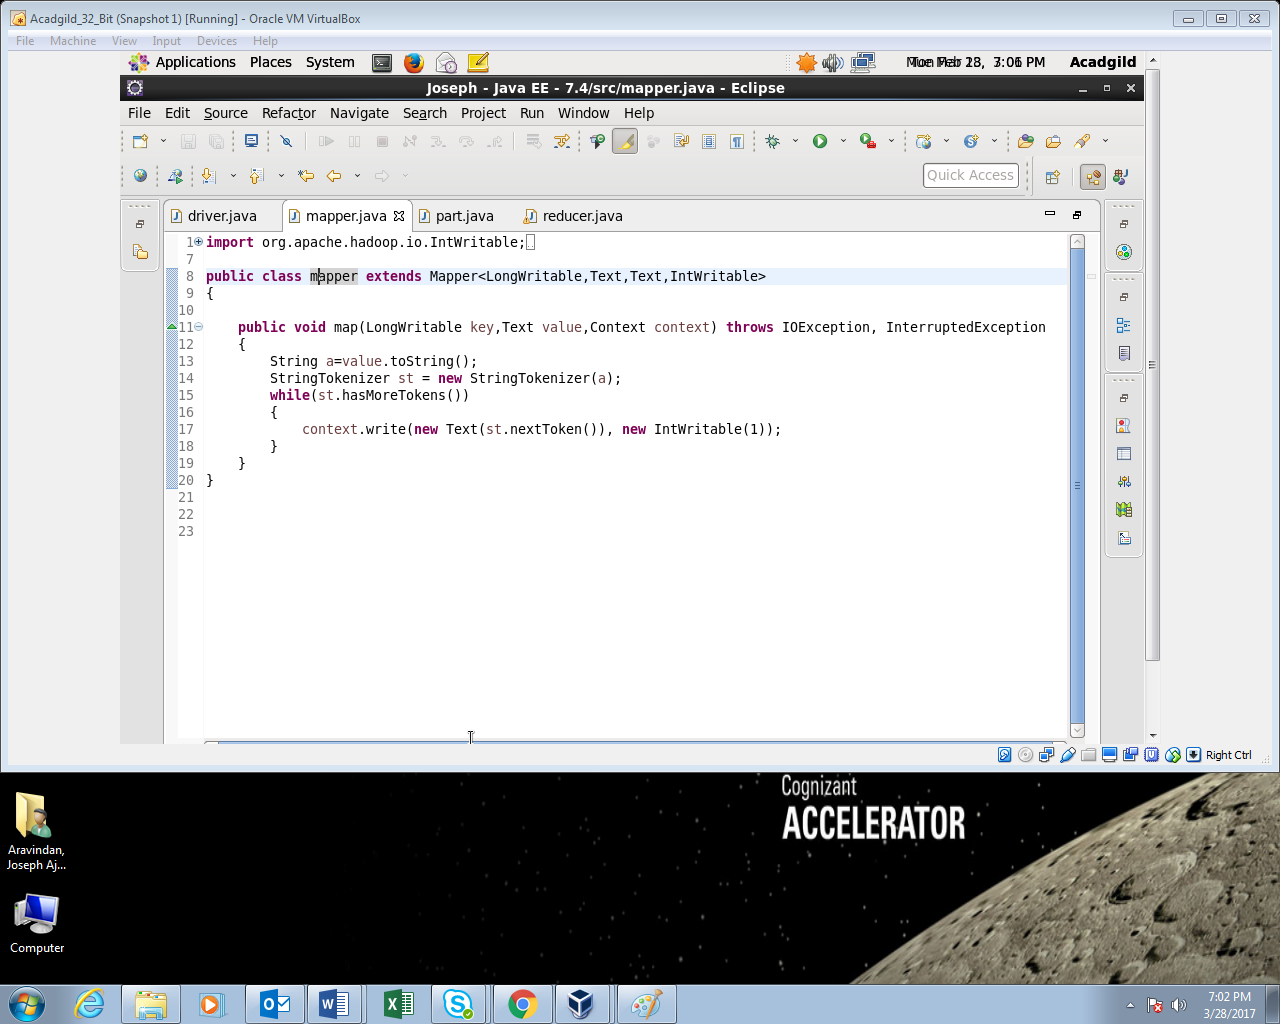 Acadgild_32_Bit (Snapshot 1) [Running] - Oracle VM VirtualBox
File Machine View Input Devices Help
Applications Places System
Acadgild
Joseph - Java EE - 7.4/src/mapper.java - Eclipse
File Edit Source Refactor Navigate Search Project Run Window Help
Quick Access
driver.java mapper.java part.java reducer.java
1 import org.apache.hadoop.io.IntWritable;
7
8 public class mapper extends Mapper<LongWritable,Text,Text,IntWritable>
9 {
10
11 public void map(LongWritable key,Text value,Context context) throws IOException, InterruptedException
12 {
13 String a=value.toString();
14 StringTokenizer st = new StringTokenizer(a);
15 while(st.hasMoreTokens())
16 {
17 context.write(new Text(st.nextToken()), new IntWritable(1));
18 }
19 }
20 }
21
22
23
Right Ctrl
Cognizant
ACCELERATOR
Aravindan,
Joseph Aj...
Computer
7:02 PM
3/28/2017